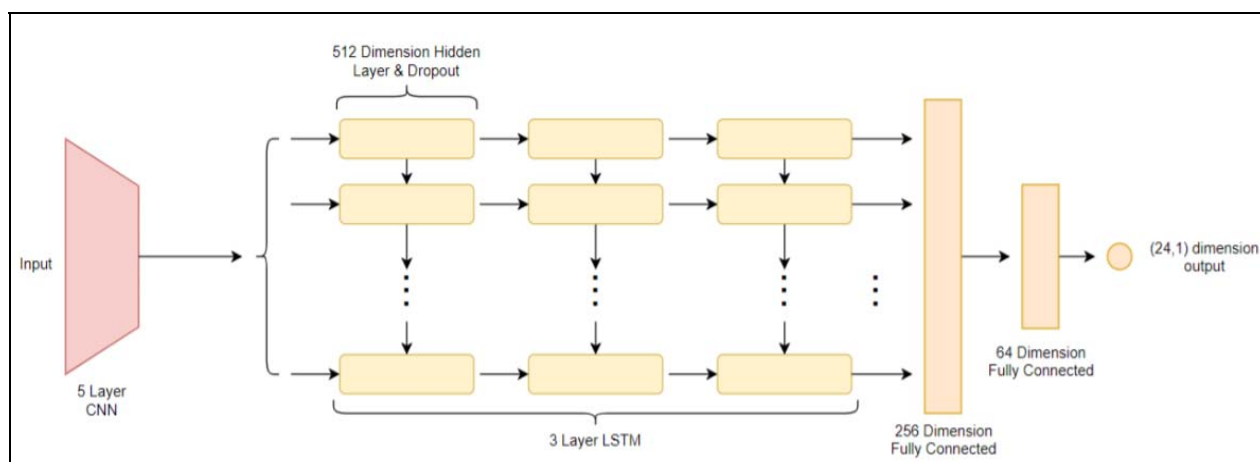 512 Dimension Hidden
Layer & Dropout
Input
5 Layer
CNN
3 Layer LSTM
256 Dimension
Fully Connected
64 Dimension
Fully Connected
(24,1) dimension
output